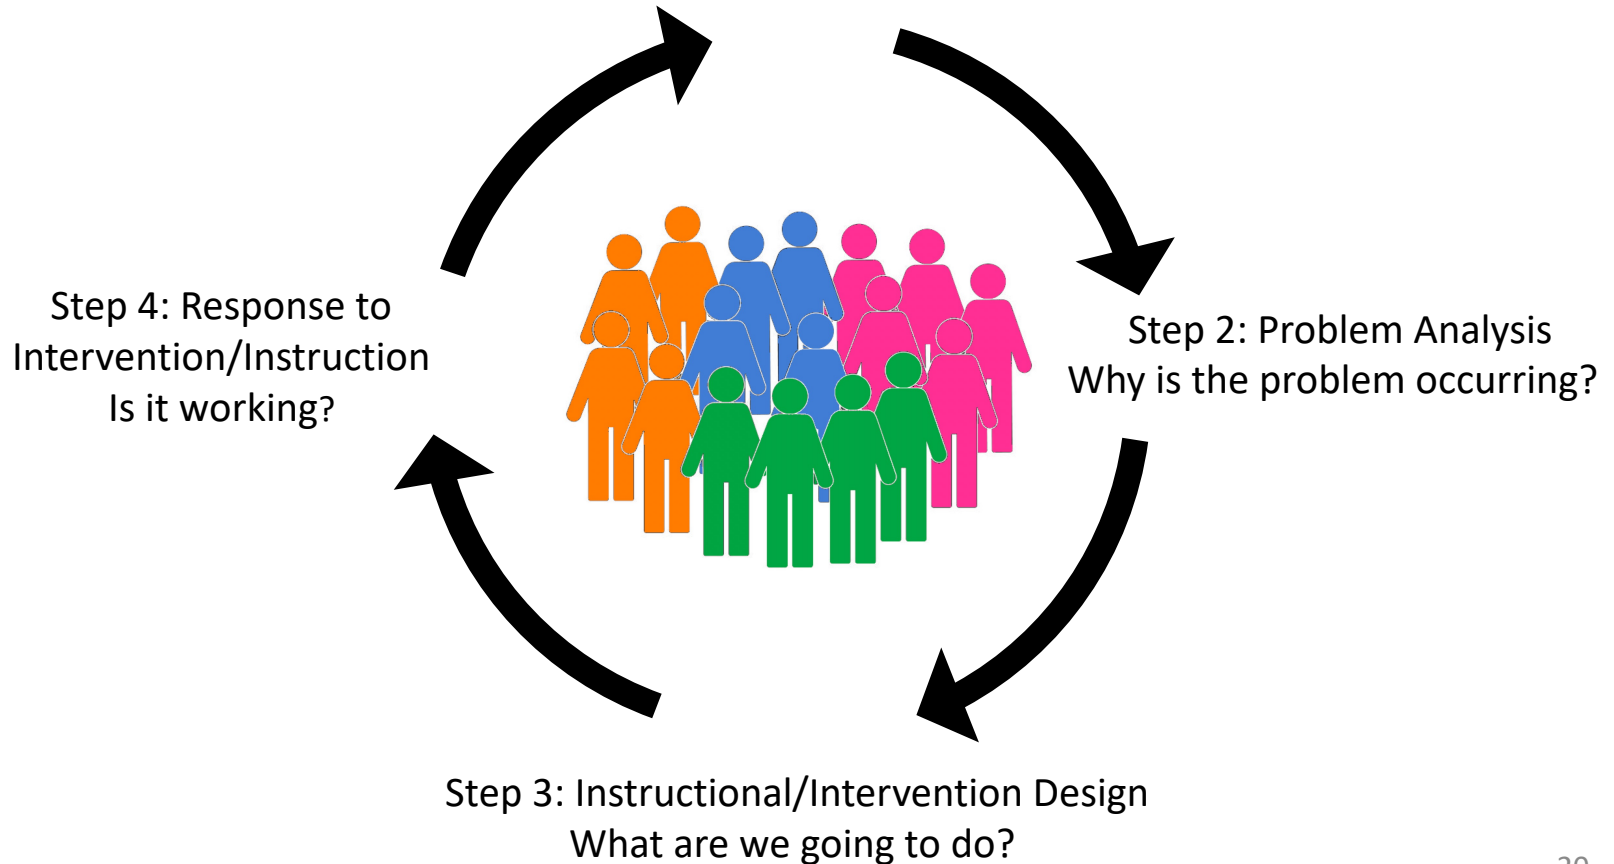 Step 2: Problem Analysis
Why is the problem occurring?
Step 3: Instructional/Intervention Design
What are we going to do?
Step 4: Response to
Intervention/Instruction
Is it working?